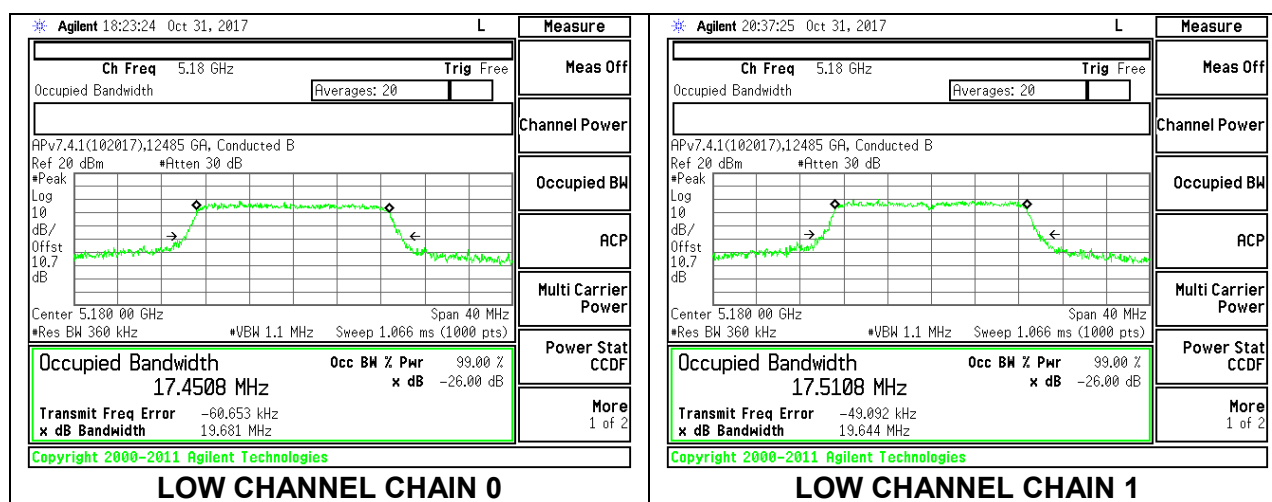 Agilent 18:23:24 Oct 31, 2017 L
Measure
Ch Freq 5.18 GHz Trig Free
Occupied Bandwidth Averages: 20
APv7.4.1(102017),12485 GA, Conducted B
Ref 20 dBm #Atten 30 dB
#Peak
Log
10
dB/
Offst
10.7
dB
Center 5.180 00 GHz Span 40 MHz
#Res BW 360 kHz #VBW 1.1 MHz Sweep 1.066 ms (1000 pts)
Occupied Bandwidth Occ BW % Pwr 99.00 %
17.4508 MHz x dB -26.00 dB
Transmit Freq Error -60.653 kHz
x dB Bandwidth 19.681 MHz
Copyright 2000-2011 Agilent Technologies
Meas Off
Channel Power
Occupied BW
ACP
Multi Carrier
Power
Power Stat
CCDF
More
1 of 2
LOW CHANNEL CHAIN 0
Agilent 20:37:25 Oct 31, 2017 L
Measure
Ch Freq 5.18 GHz Trig Free
Occupied Bandwidth Averages: 20
APv7.4.1(102017),12485 GA, Conducted B
Ref 20 dBm #Atten 30 dB
#Peak
Log
10
dB/
Offst
10.7
dB
Center 5.180 00 GHz Span 40 MHz
#Res BW 360 kHz #VBW 1.1 MHz Sweep 1.066 ms (1000 pts)
Occupied Bandwidth Occ BW % Pwr 99.00 %
17.5108 MHz x dB -26.00 dB
Transmit Freq Error -49.092 kHz
x dB Bandwidth 19.644 MHz
Copyright 2000-2011 Agilent Technologies
Meas Off
Channel Power
Occupied BW
ACP
Multi Carrier
Power
Power Stat
CCDF
More
1 of 2
LOW CHANNEL CHAIN 1